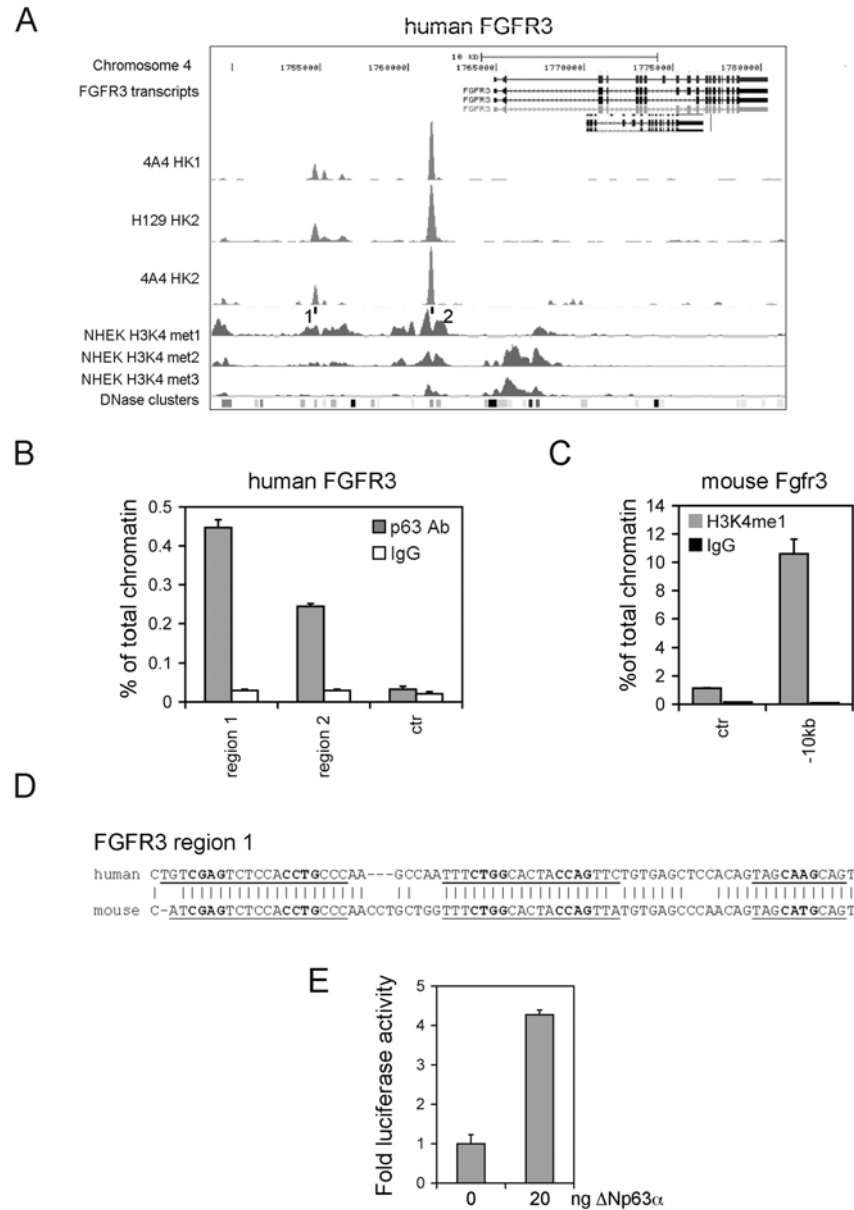 A
human FGFR3
10 kb
Chromosome 4
1755000 1760000 1765000 1770000 1775000 1780000
FGFR3 transcripts
FGFR3
FGFR3
FGFR3
4A4 HK1
H129 HK2
4A4 HK2
1 2
NHEK H3K4 met1
NHEK H3K4 met2
NHEK H3K4 met3
DNase clusters
B
human FGFR3
% of total chromatin
0.5
0.4
0.3
0.2
0.1
0
p63 Ab
IgG
region 1
region 2
ctr
C
mouse Fgfr3
%of total chromatin
14
12
10
8
6
4
2
0
H3K4me1
IgG
ctr
-10kb
D
FGFR3 region 1
human CTGTCGAGTCTCCACCTGCCCAA---GCCAATTTCTGGCACTACCAGTTCTGTGAGCTCCACAGTAGCAAGCAGT
mouse C-ATCGAGTCTCCACCTGCCCAACCTGCTGGTTTCTGGCACTACCAGTTATGTGAGCCCAACAGTAGCATGCAGT
E
Fold luciferase activity
5
4
3
2
1
0
0 20 ng ΔNp63α